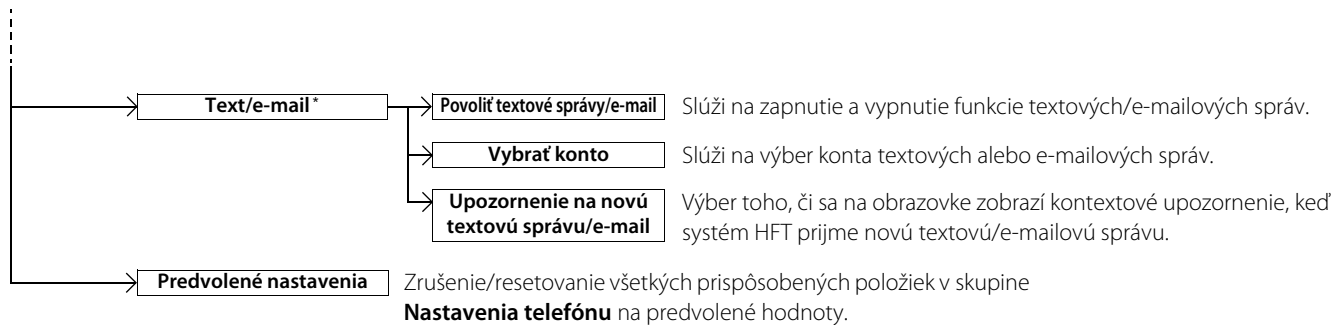 Text/e-mail*
Povoliť textové správy/e-mail
Slúži na zapnutie a vypnutie funkcie textových/e-mailových správ.
Vybrať konto
Slúži na výber konta textových alebo e-mailových správ.
Upozornenie na novú
textovú správu/e-mail
Výber toho, či sa na obrazovke zobrazí kontextové upozornenie, keď
systém HFT prijme novú textovú/e-mailovú správu.
Predvolené nastavenia
Zrušenie/resetovanie všetkých prispôsobených položiek v skupine
Nastavenia telefónu na predvolené hodnoty.